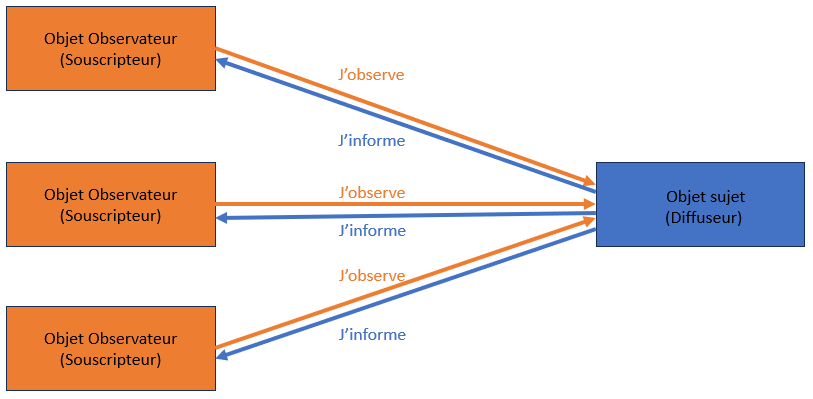 Objet Observateur
(Souscripteur)
J'observe
J'informe
Objet Observateur
(Souscripteur)
J'observe
J'informe
Objet sujet
(Diffuseur)
J'observe
Objet Observateur
(Souscripteur)
J'informe